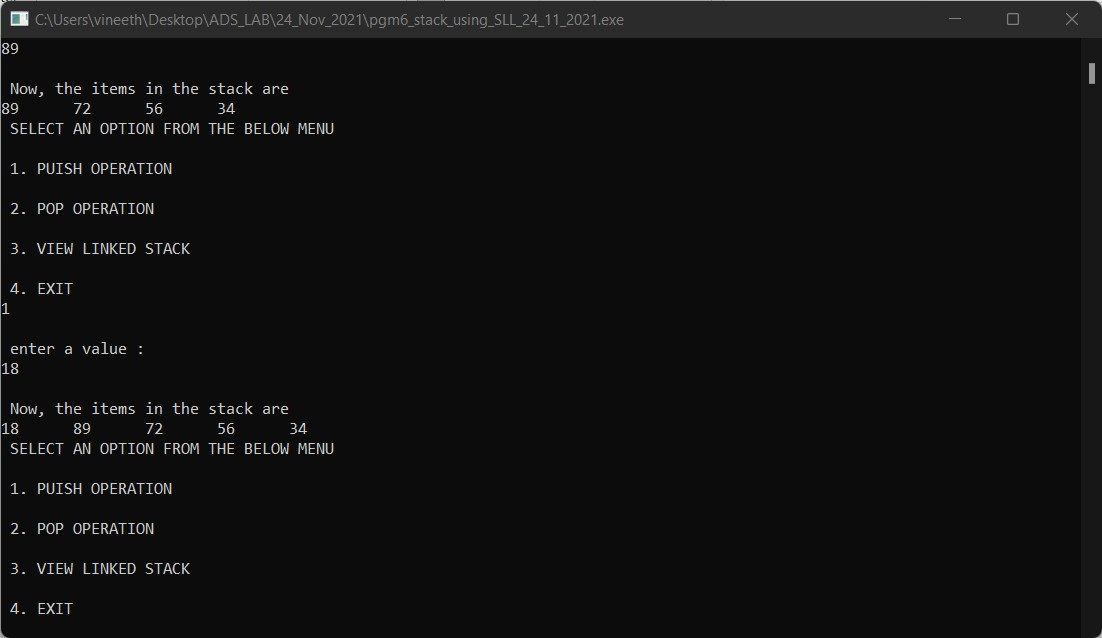 C:\Users\vineeth\Desktop\ADS_LAB\24_Nov_2021\pgm6_stack_using_SLL_24_11_2021.exe
89
Now, the items in the stack are
89 72 56 34
SELECT AN OPTION FROM THE BELOW MENU
1. PUISH OPERATION
2. POP OPERATION
3. VIEW LINKED STACK
4. EXIT
1
enter a value :
18
Now, the items in the stack are
18 89 72 56 34
SELECT AN OPTION FROM THE BELOW MENU
1. PUISH OPERATION
2. POP OPERATION
3. VIEW LINKED STACK
4. EXIT